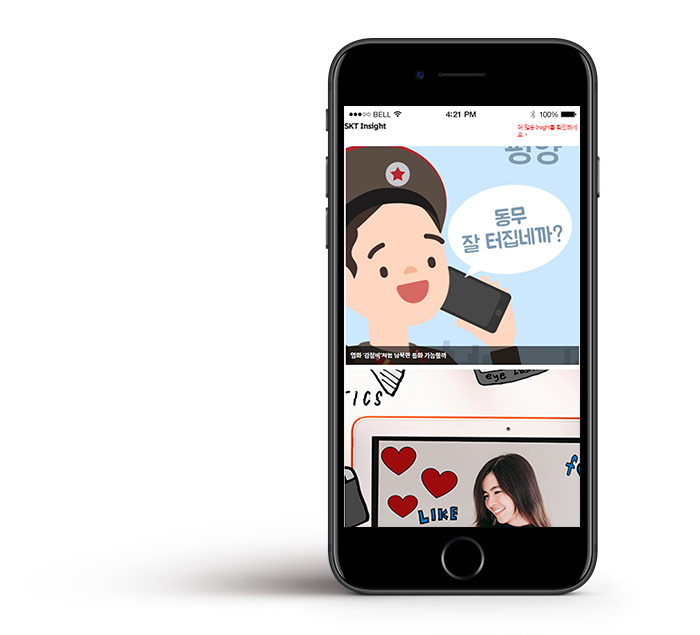 BELL
4:21 PM
100%
SKT Insight
더 많은 Insight를 확인하세
요 >
평양
동무
잘 터집네까?
영화 '강철비'처럼 남북한 통화 가능할까
eye
TICS
LIKE
f